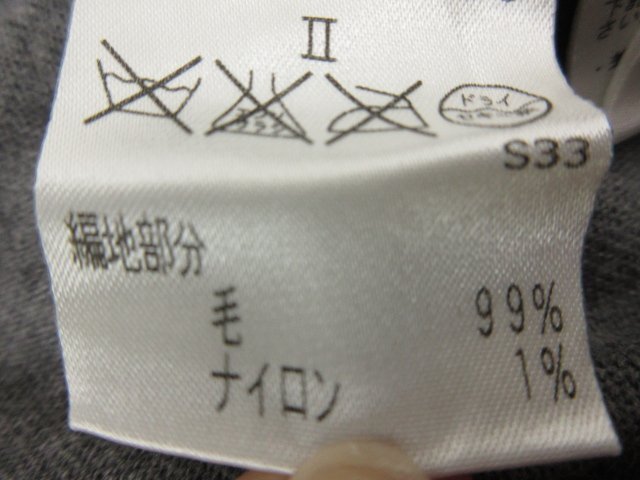 Ⅱ
ドライ
S33
編地部分
毛 99%
ナイロン 1%